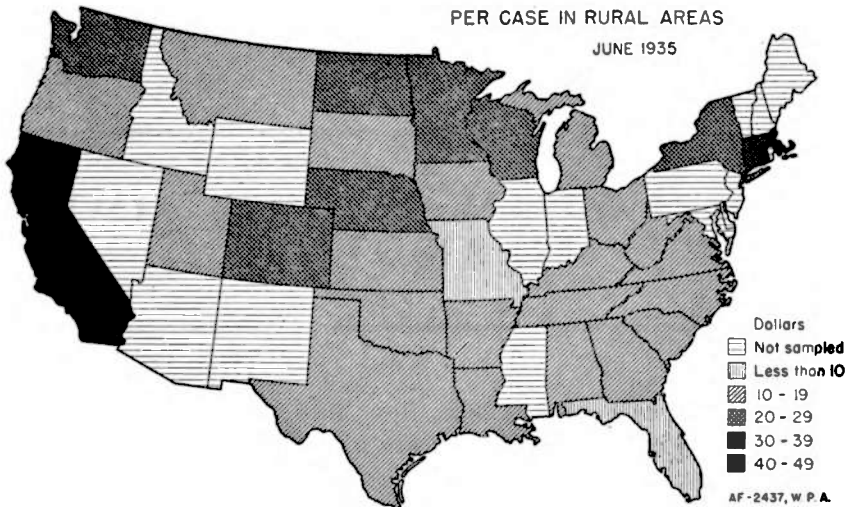 PER CASE IN RURAL AREAS
JUNE 1935
Dollars
Not sampled
Less than 10
10 - 19
20 - 29
30 - 39
40 - 49
AF-2437, W. P. A.